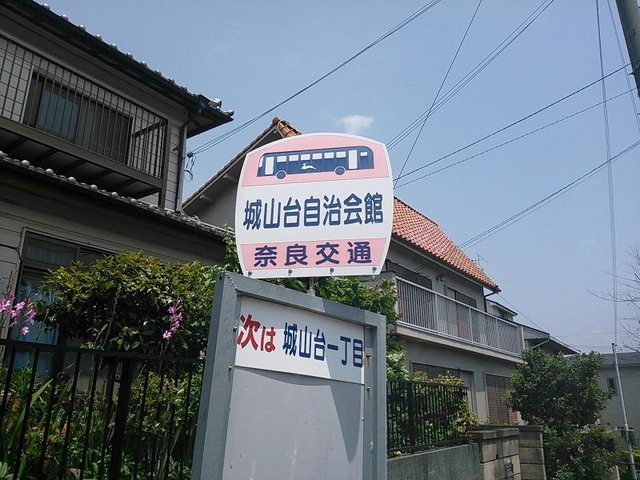 城山台自治会館
奈良交通
次は 城山台一丁目